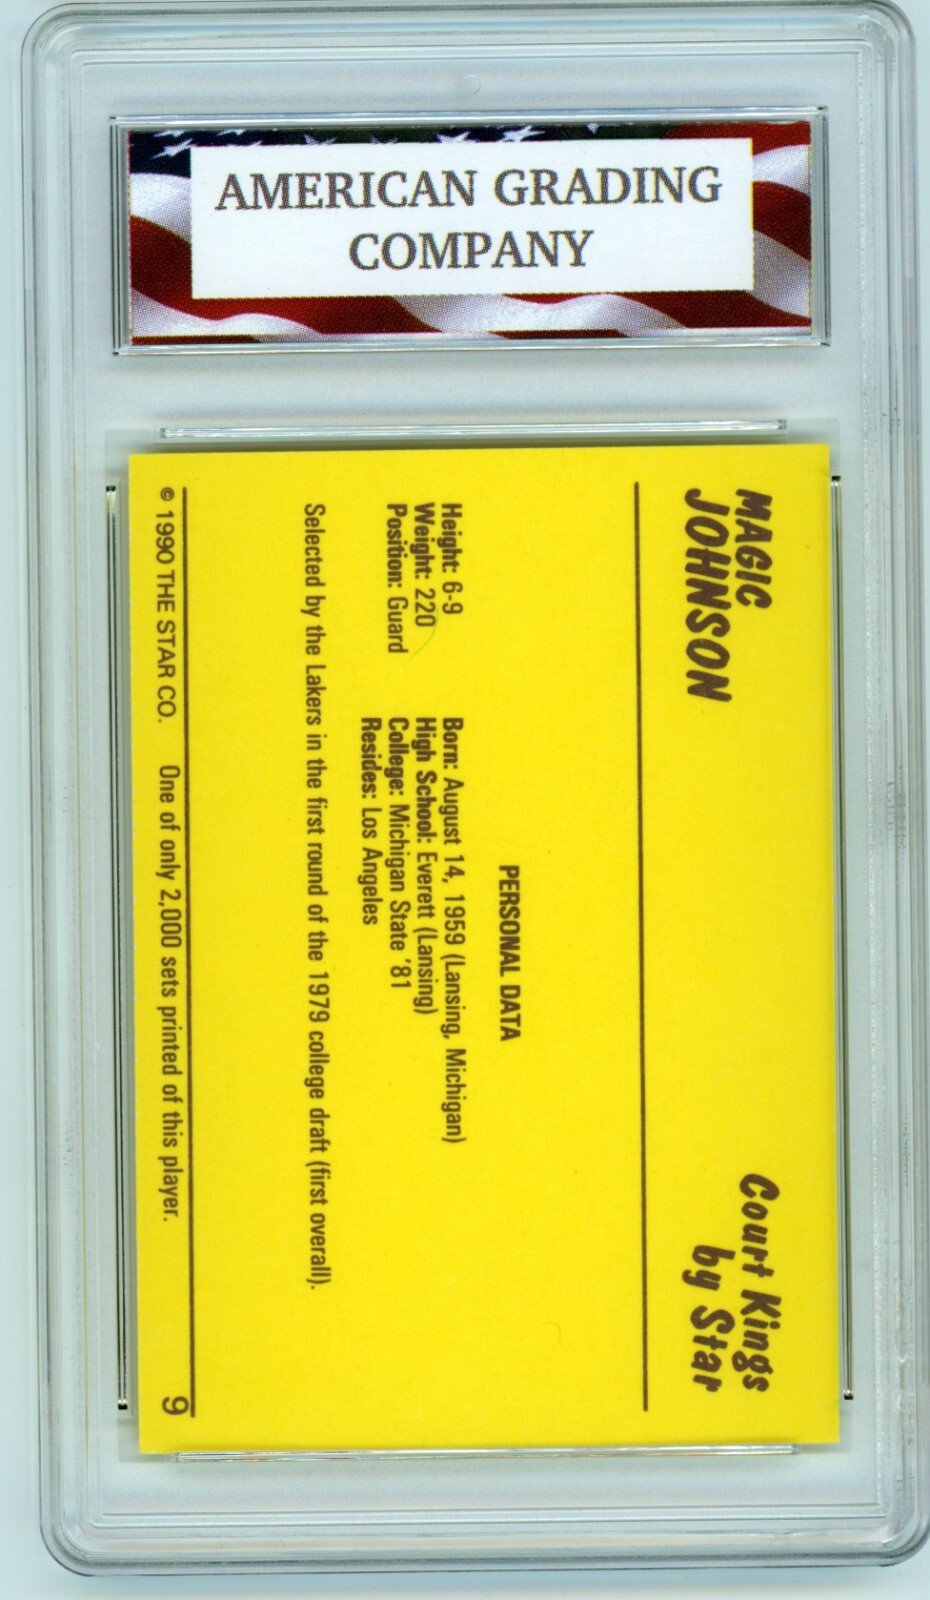 AMERICAN GRADING
COMPANY
MAGIC
JOHNSON
Court Kings
by Star
PERSONAL DATA
Height: 6-9
Weight: 220
Position: Guard
Born: August 14, 1959 (Lansing, Michigan)
High School: Everett (Lansing)
College: Michigan State '81
Resides: Los Angeles
Selected by the Lakers in the first round of the 1979 college draft (first overall).
© 1990 THE STAR CO. One of only 2,000 sets printed of this player. 9